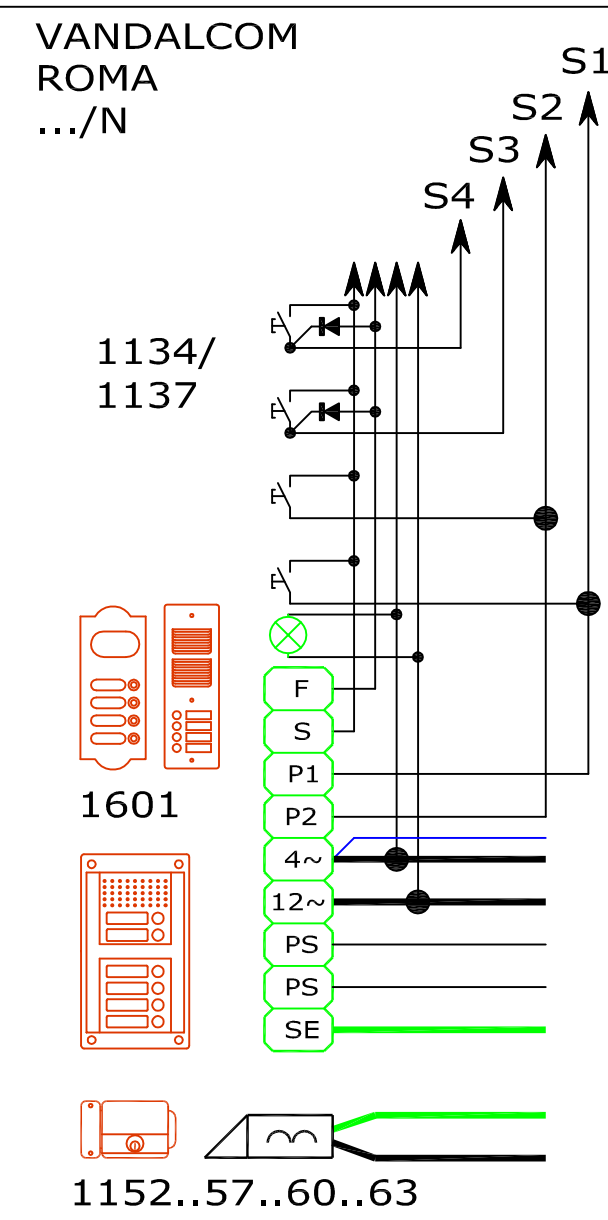 VANDALCOM
ROMA
.../N
S1
S2
S3
S4
1134/
1137
F
S
P1
1601
P2
4~
12~
PS
PS
SE
1152..57..60..63